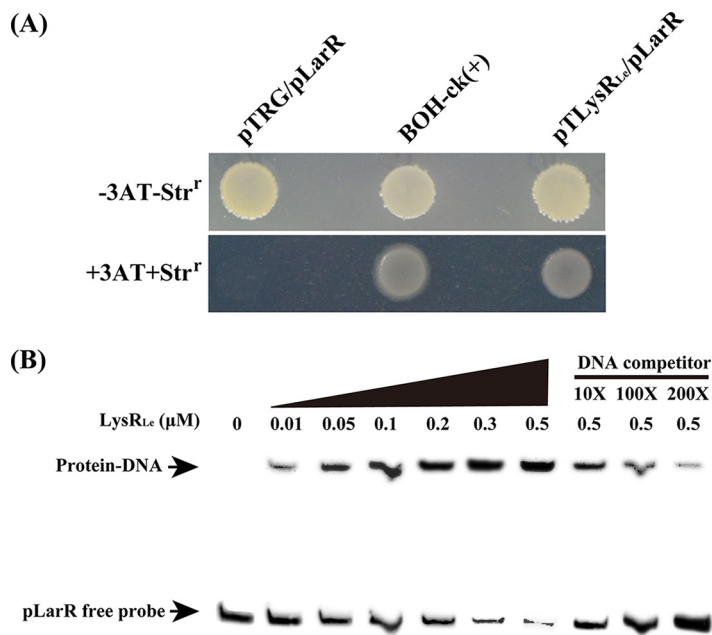 (A)
pTRG/pLarR
BOH-ck(+)
pTLysRLe/pLarR
-3AT-Strr
+3AT+Strr
(B)
DNA competitor
10X 100X 200X
LysRLe (μM) 0 0.01 0.05 0.1 0.2 0.3 0.5 0.5 0.5 0.5
Protein-DNA
pLarR free probe